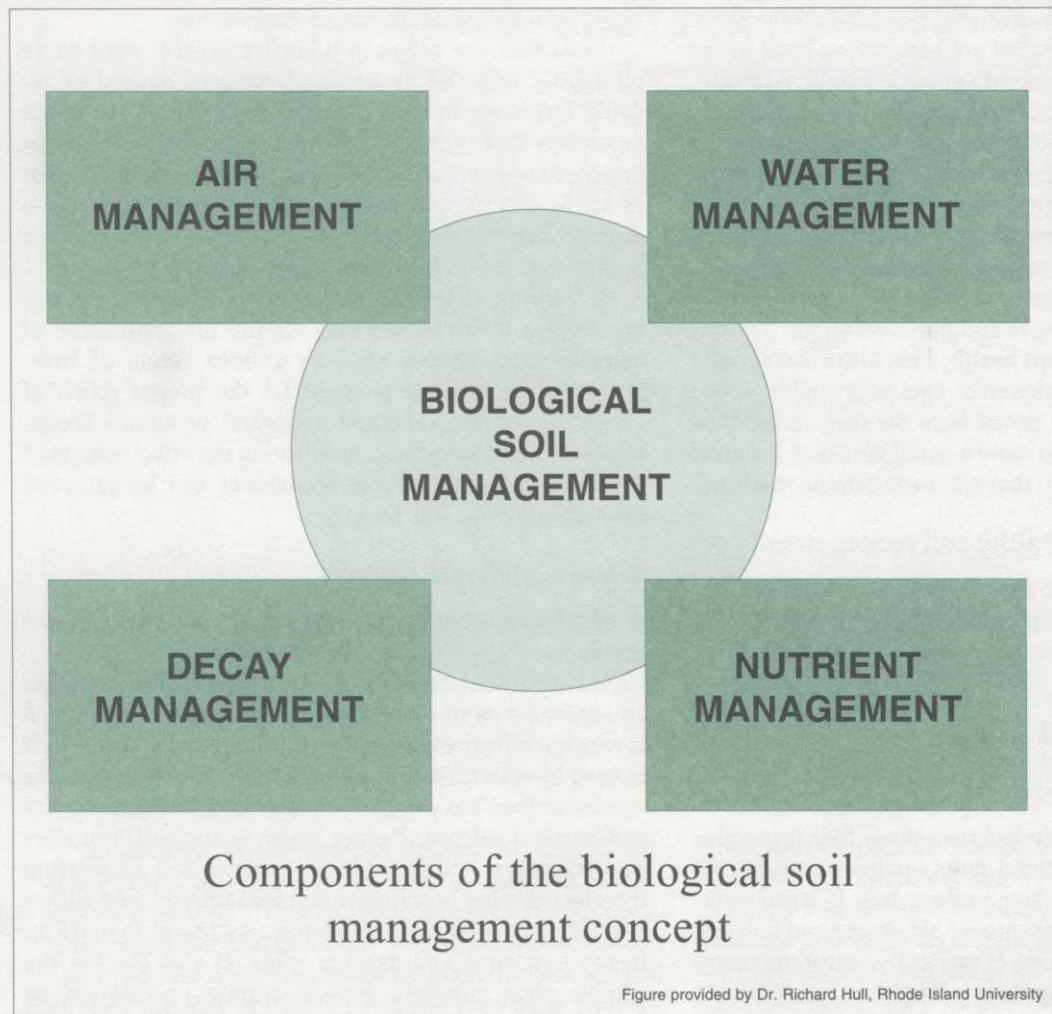 AIR
MANAGEMENT
WATER
MANAGEMENT
BIOLOGICAL
SOIL
MANAGEMENT
DECAY
MANAGEMENT
NUTRIENT
MANAGEMENT
Components of the biological soil
management concept
Figure provided by Dr. Richard Hull, Rhode Island University